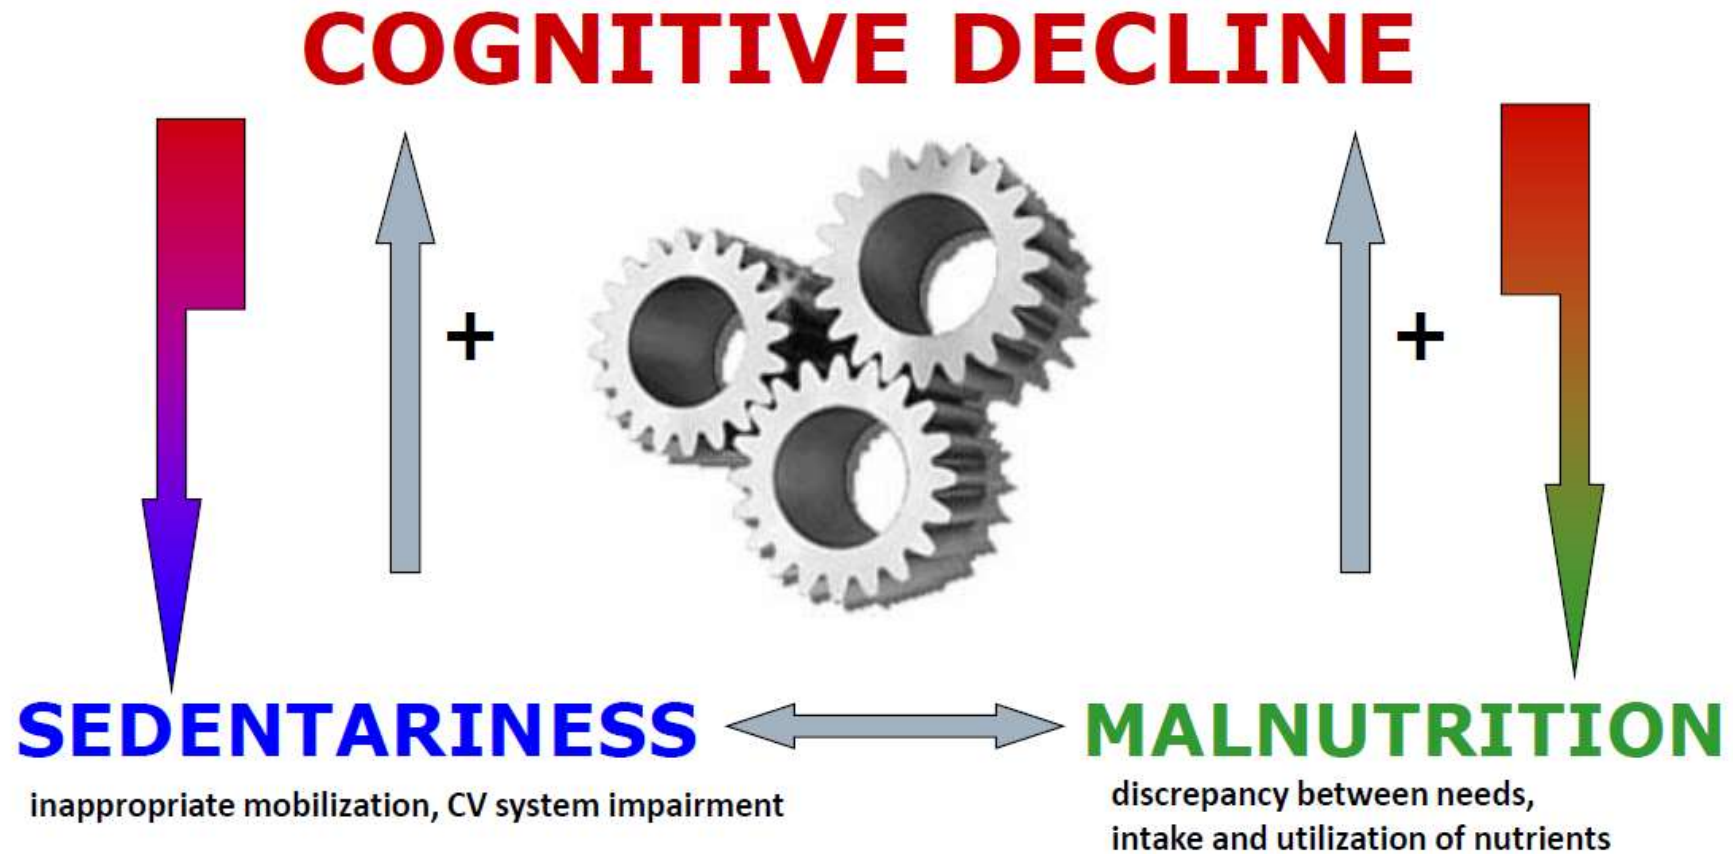 COGNITIVE DECLINE
+
+
SEDENTARINESS
MALNUTRITION
inappropriate mobilization, CV system impairment
discrepancy between needs,
intake and utilization of nutrients